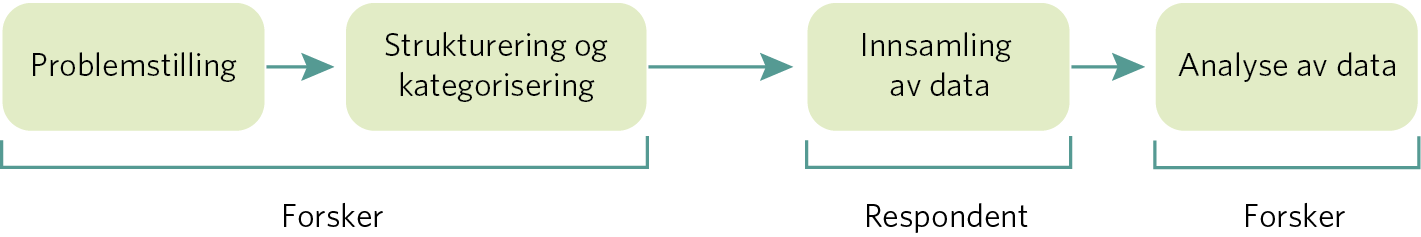 Problemstilling
Strukturering og
kategorisering
Innsamling
av data
Analyse av data
Forsker
Respondent
Forsker